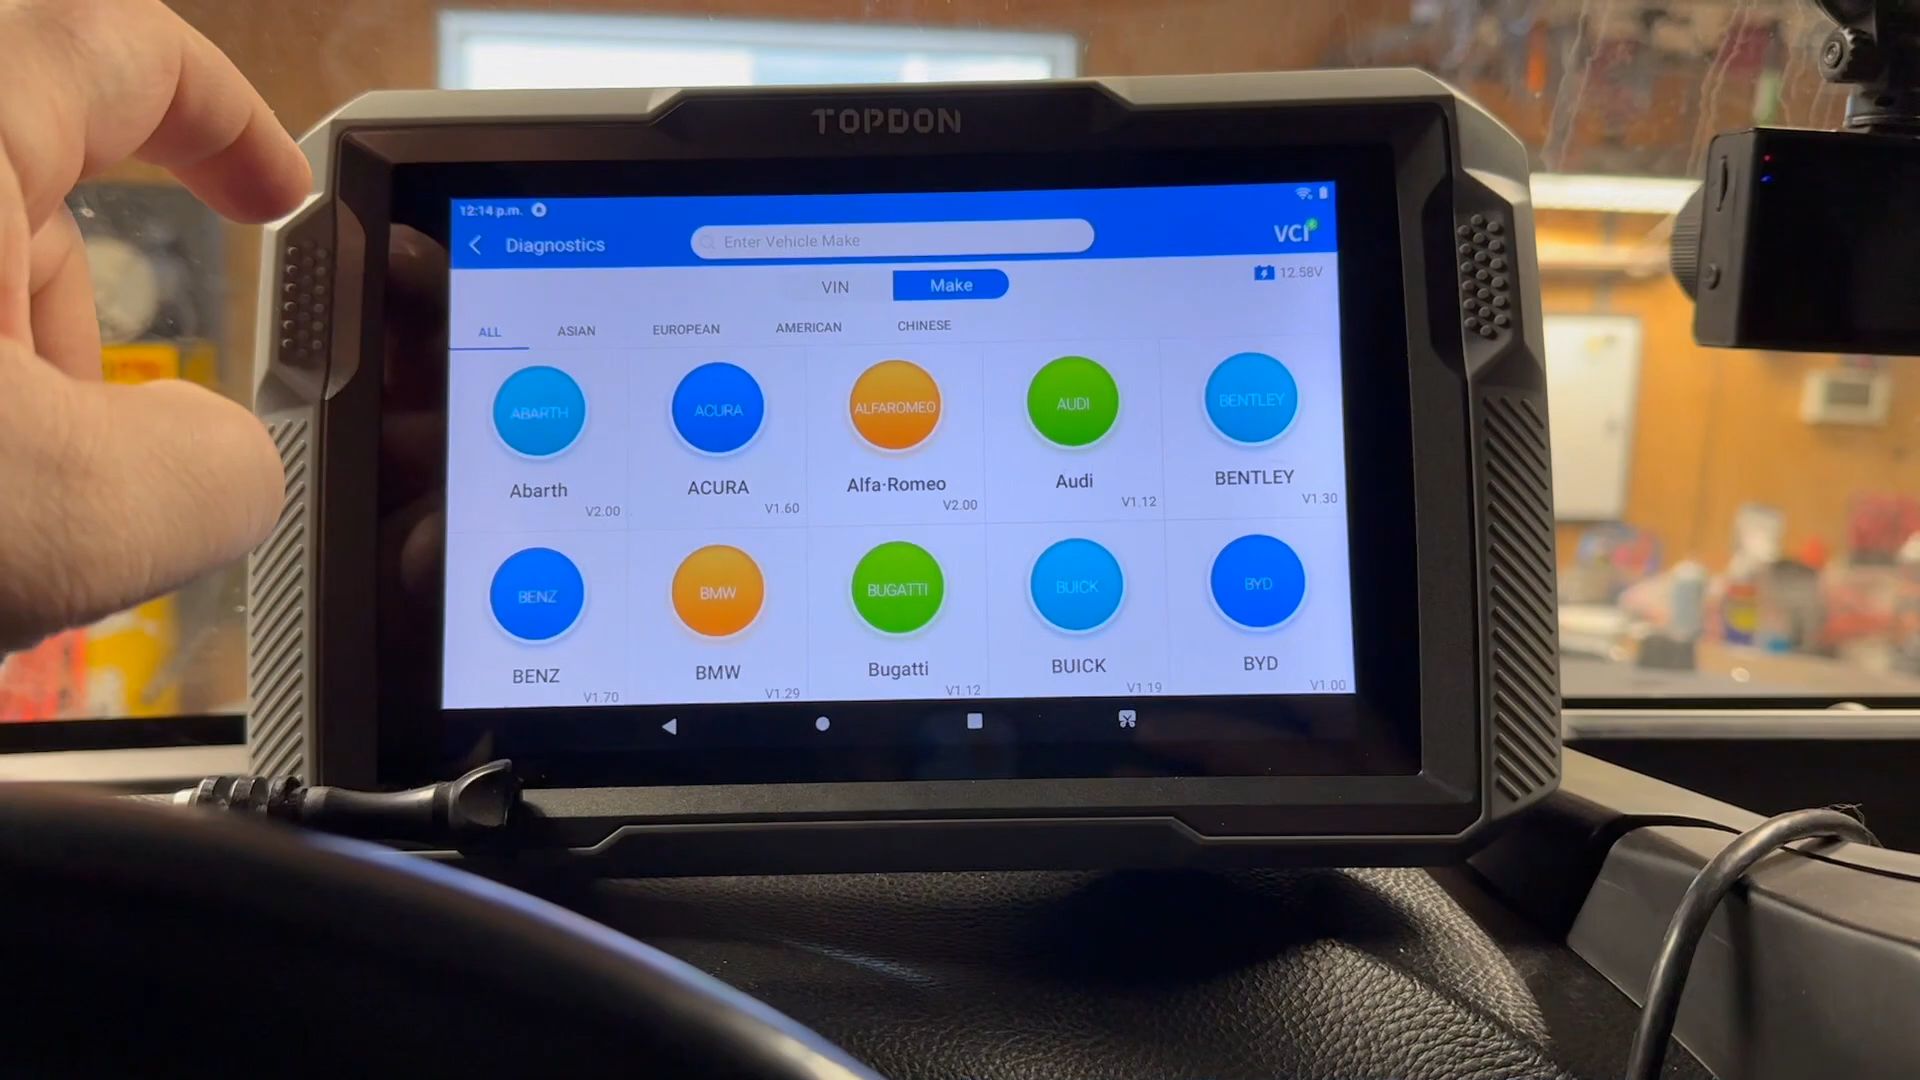 TOPDON
12:14 p.m.
Diagnostics
Enter Vehicle Make
VCI
VIN
Make
12.58V
ALL
ASIAN
EUROPEAN
AMERICAN
CHINESE
ABARTH
ACURA
ALFAROMEO
AUDI
BENTLEY
Abarth
ACURA
Alfa·Romeo
Audi
BENTLEY
V2.00
V1.60
V2.00
V1.12
V1.30
BENZ
BMW
BUGATTI
BUICK
BYD
BENZ
BMW
Bugatti
BUICK
BYD
V1.70
V1.29
V1.12
V1.19
V1.00